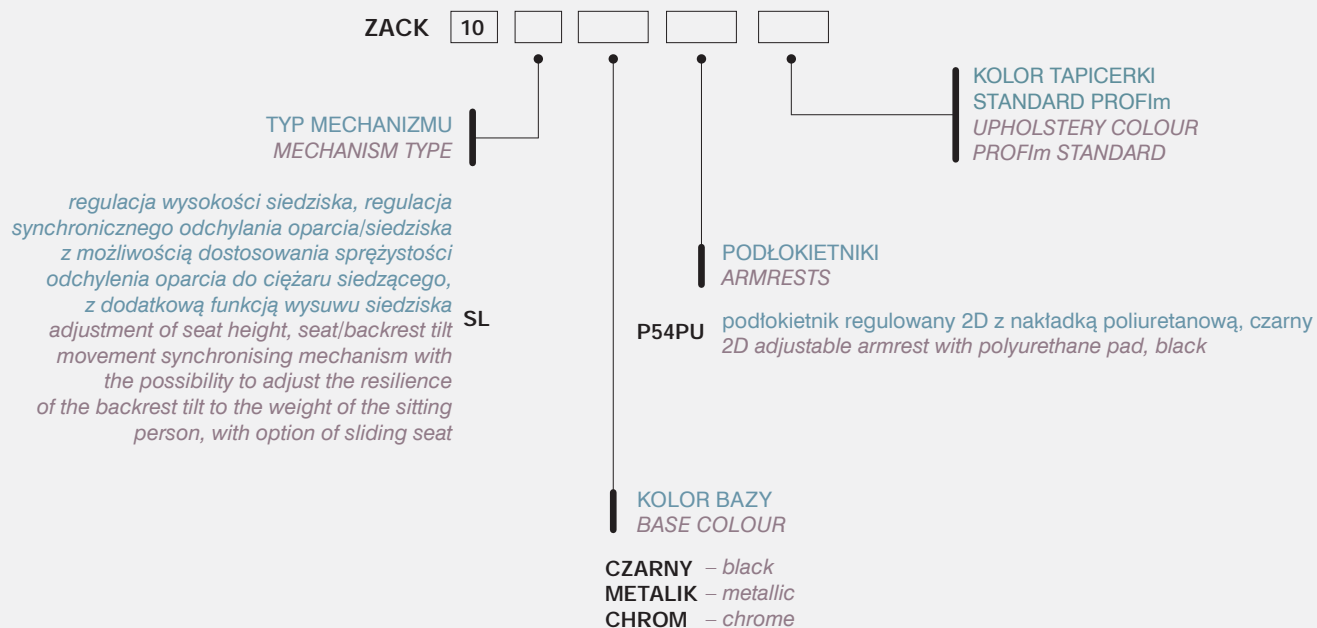 ZACK 10
TYP MECHANIZMU
MECHANISM TYPE
regulacja wysokości siedziska, regulacja
synchronicznego odchylania oparcia/siedziska
z możliwością dostosowania sprężystości
odchylenia oparcia do ciężaru siedzącego,
z dodatkową funkcją wysuwu siedziska
adjustment of seat height, seat/backrest tilt
movement synchronising mechanism with
the possibility to adjust the resilience
of the backrest tilt to the weight of the sitting
person, with option of sliding seat
SL
KOLOR BAZY
BASE COLOUR
CZARNY – black
METALIK – metallic
CHROM – chrome
PODŁOKIETNIKI
ARMRESTS
P54PU podłokietnik regulowany 2D z nakładką poliuretanową, czarny
2D adjustable armrest with polyurethane pad, black
KOLOR TAPICERKI
STANDARD PROFIm
UPHOLSTERY COLOUR
PROFIm STANDARD